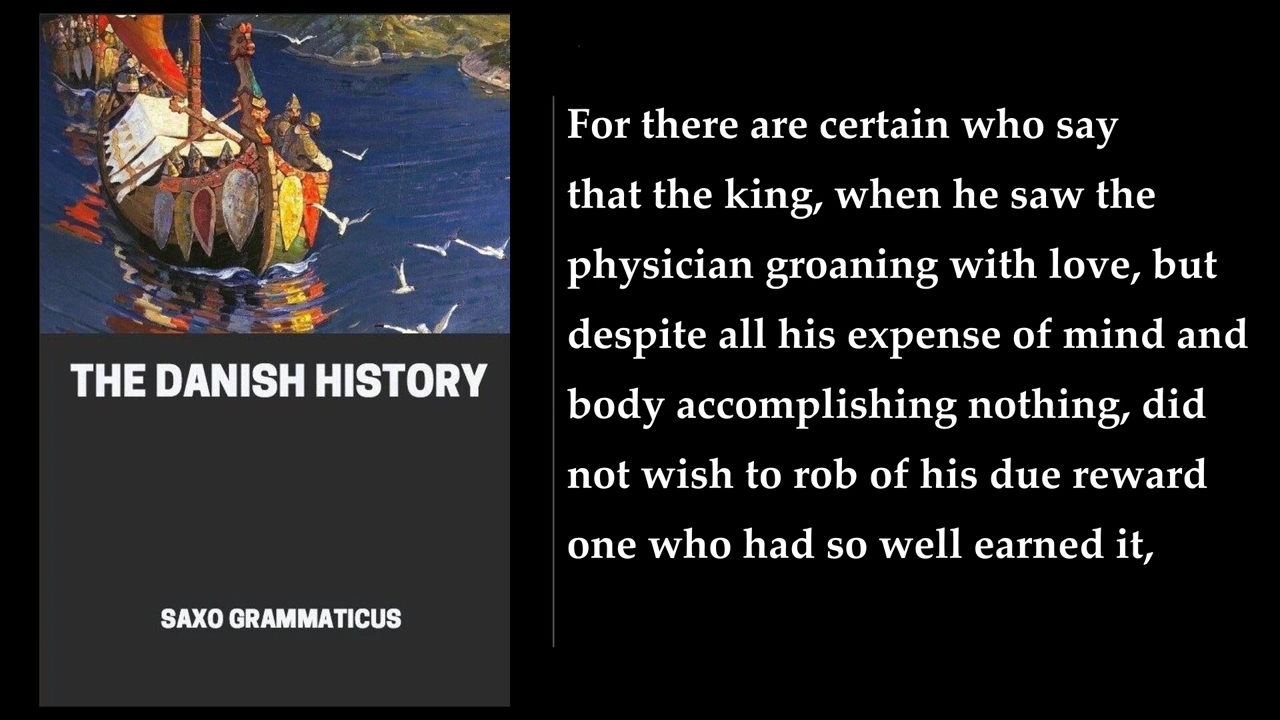 THE DANISH HISTORY
SAXO GRAMMATICUS
For there are certain who say
that the king, when he saw the
physician groaning with love, but
despite all his expense of mind and
body accomplishing nothing, did
not wish to rob of his due reward
one who had so well earned it,